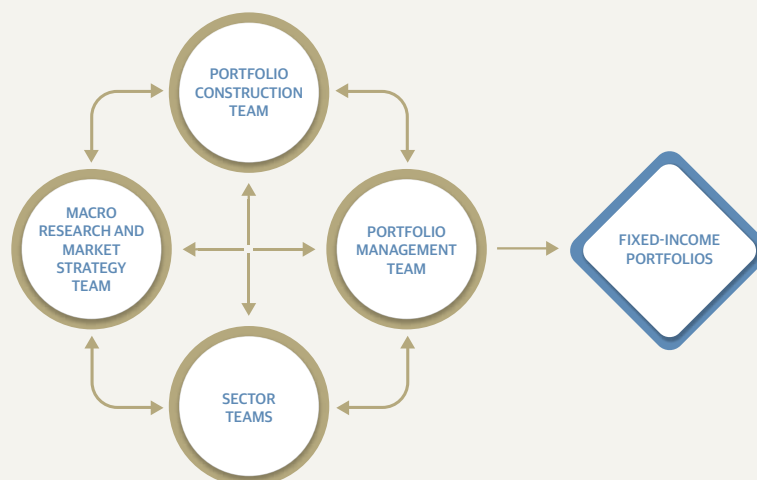 PORTFOLIO
CONSTRUCTION
TEAM
MACRO
RESEARCH AND
MARKET
STRATEGY
TEAM
PORTFOLIO
MANAGEMENT
TEAM
FIXED-INCOME
PORTFOLIOS
SECTOR
TEAMS